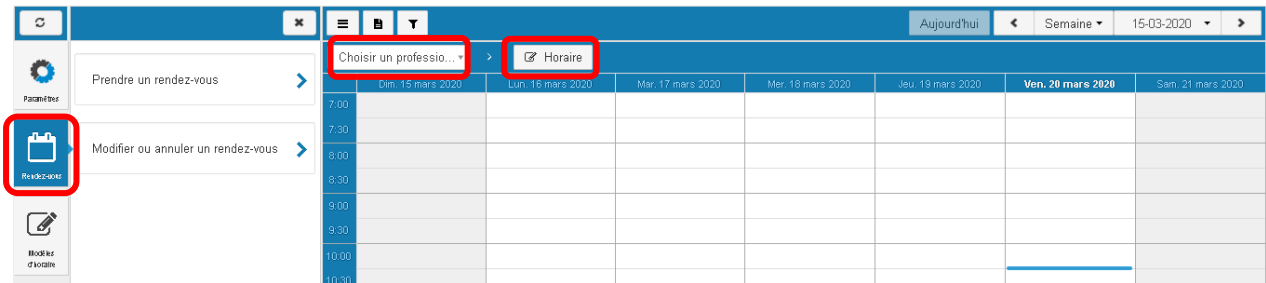 Aujourd'hui
Semaine
15-03-2020
Paramètres
Prendre un rendez-vous
Choisir un professio...
> Horaire
Dim. 15 mars 2020
Lun. 16 mars 2020
Mar. 17 mars 2020
Mer. 18 mars 2020
Jeu. 19 mars 2020
Ven. 20 mars 2020
Sam. 21 mars 2020
Rendez-vous
Modifier ou annuler un rendez-vous
Modèles
d'horaire
7:00
7:30
8:00
8:30
9:00
9:30
10:00
10:30